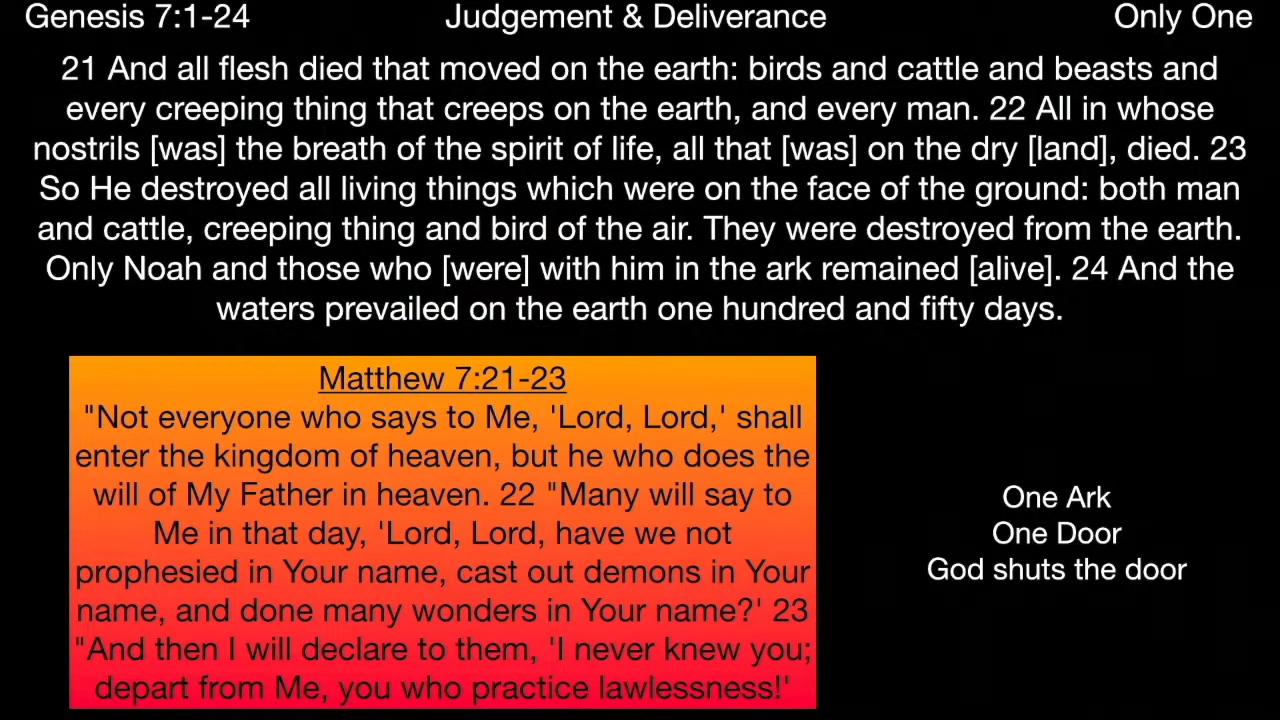 Genesis 7:1-24
Judgement & Deliverance
Only One
21 And all flesh died that moved on the earth: birds and cattle and beasts and
every creeping thing that creeps on the earth, and every man. 22 All in whose
nostrils [was] the breath of the spirit of life, all that [was] on the dry [land], died. 23
So He destroyed all living things which were on the face of the ground: both man
and cattle, creeping thing and bird of the air. They were destroyed from the earth.
Only Noah and those who [were] with him in the ark remained [alive]. 24 And the
waters prevailed on the earth one hundred and fifty days.
Matthew 7:21-23
"Not everyone who says to Me, 'Lord, Lord,' shall
enter the kingdom of heaven, but he who does the
will of My Father in heaven. 22 "Many will say to
Me in that day, 'Lord, Lord, have we not
prophesied in Your name, cast out demons in Your
name, and done many wonders in Your name?' 23
"And then I will declare to them, 'I never knew you;
depart from Me, you who practice lawlessness!'
One Ark
One Door
God shuts the door